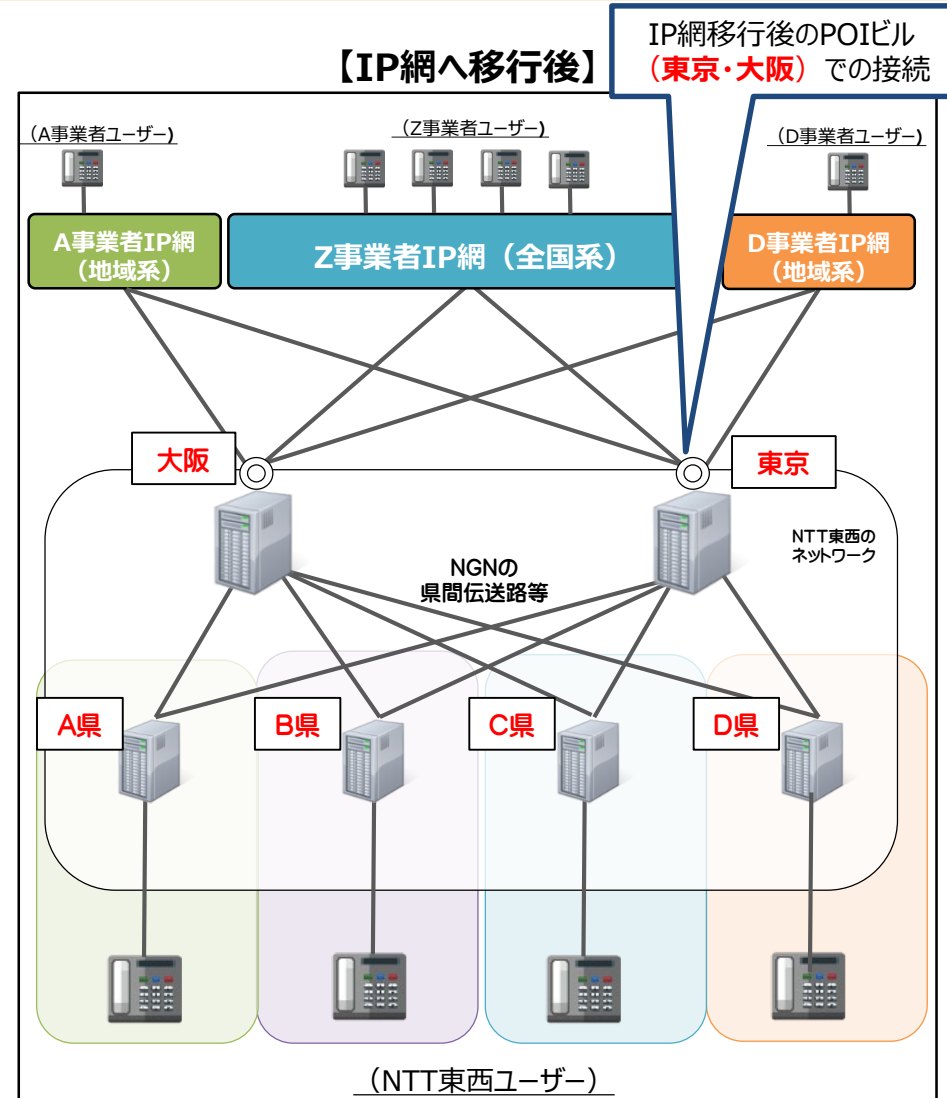 IP網移行後のPOIビル
（東京・大阪）での接続
【IP網へ移行後】
（A事業者ユーザー)
（Z事業者ユーザー)
（D事業者ユーザー)
A事業者IP網
（地域系）
Z事業者IP網（全国系）
D事業者IP網
（地域系）
大阪
東京
NTT東西の
ネットワーク
NGNの
県間伝送路等
A県
B県
C県
D県
（NTT東西ユーザー）